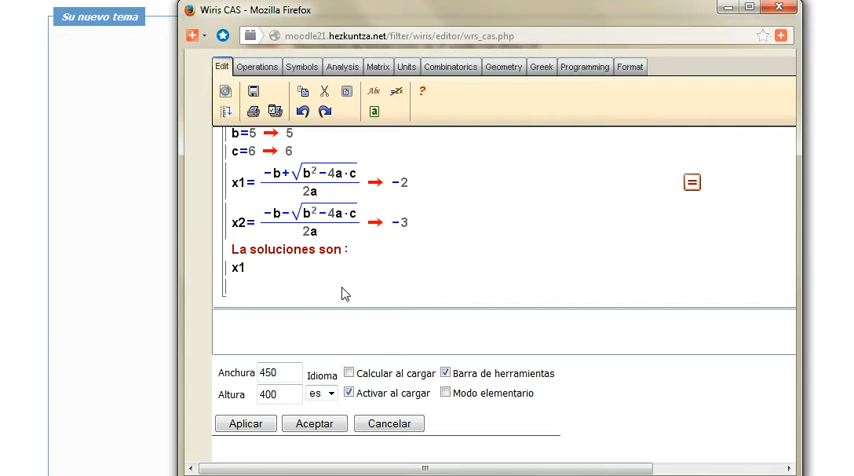 Su nuevo tema
Wiris CAS - Mozilla Firefox
moodle21.hezkuntza.net/filter/wiris/editor/wrs_cas.php
Edit Operations Symbols Analysis Matrix Units Combinatorics Geometry Greek Programming Format
b=5 → 5
c=6 → 6
x1= (-b+√(b²-4a·c))/2a → -2
x2= (-b-√(b²-4a·c))/2a → -3
La soluciones son :
x1
Anchura 450 Idioma Calcular al cargar Barra de herramientas
Altura 400 es Activar al cargar Modo elementario
Aplicar Aceptar Cancelar